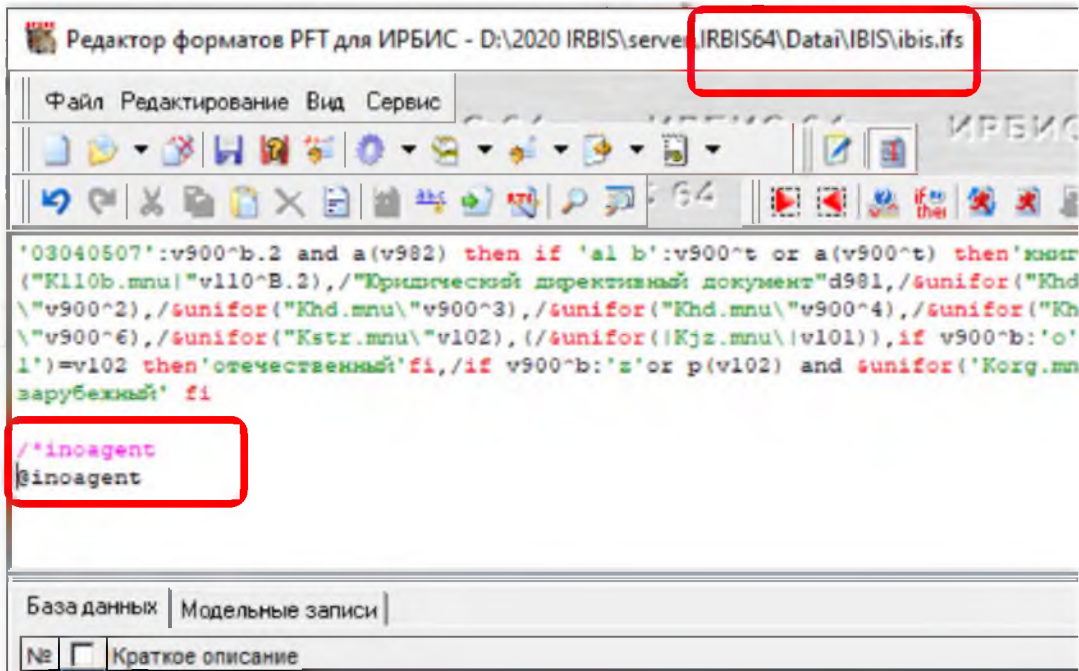 Редактор форматов PFT для ИРБИС - D:\2020 IRBIS\server\IRBIS64\Datai\IBIS\ibis.ifs
Файл Редактирование Вид Сервис
'03040507':v900^b.2 and a(v982) then if 'a1 b':v900^t or a(v900^t) then'книг
("K110b.mnu|"v110^B.2),/"Юридический директивный документ"d981,/&unifor("Khd
\"v900^2),/&unifor("Khd.mnu\"v900^3),/&unifor("Khd.mnu\"v900^4),/&unifor("Kh
\"v900^6),/&unifor("Kstr.mnu\"v102),(/&unifor(|Kjz.mnu\|v101)),if v900^b:'o'
1')=v102 then'отечественный'fi,/if v900^b:'z'or p(v102) and &unifor('Korg.mn
зарубежный' fi
/*inoagent
@inoagent
База данных Модельные записи
№ Краткое описание